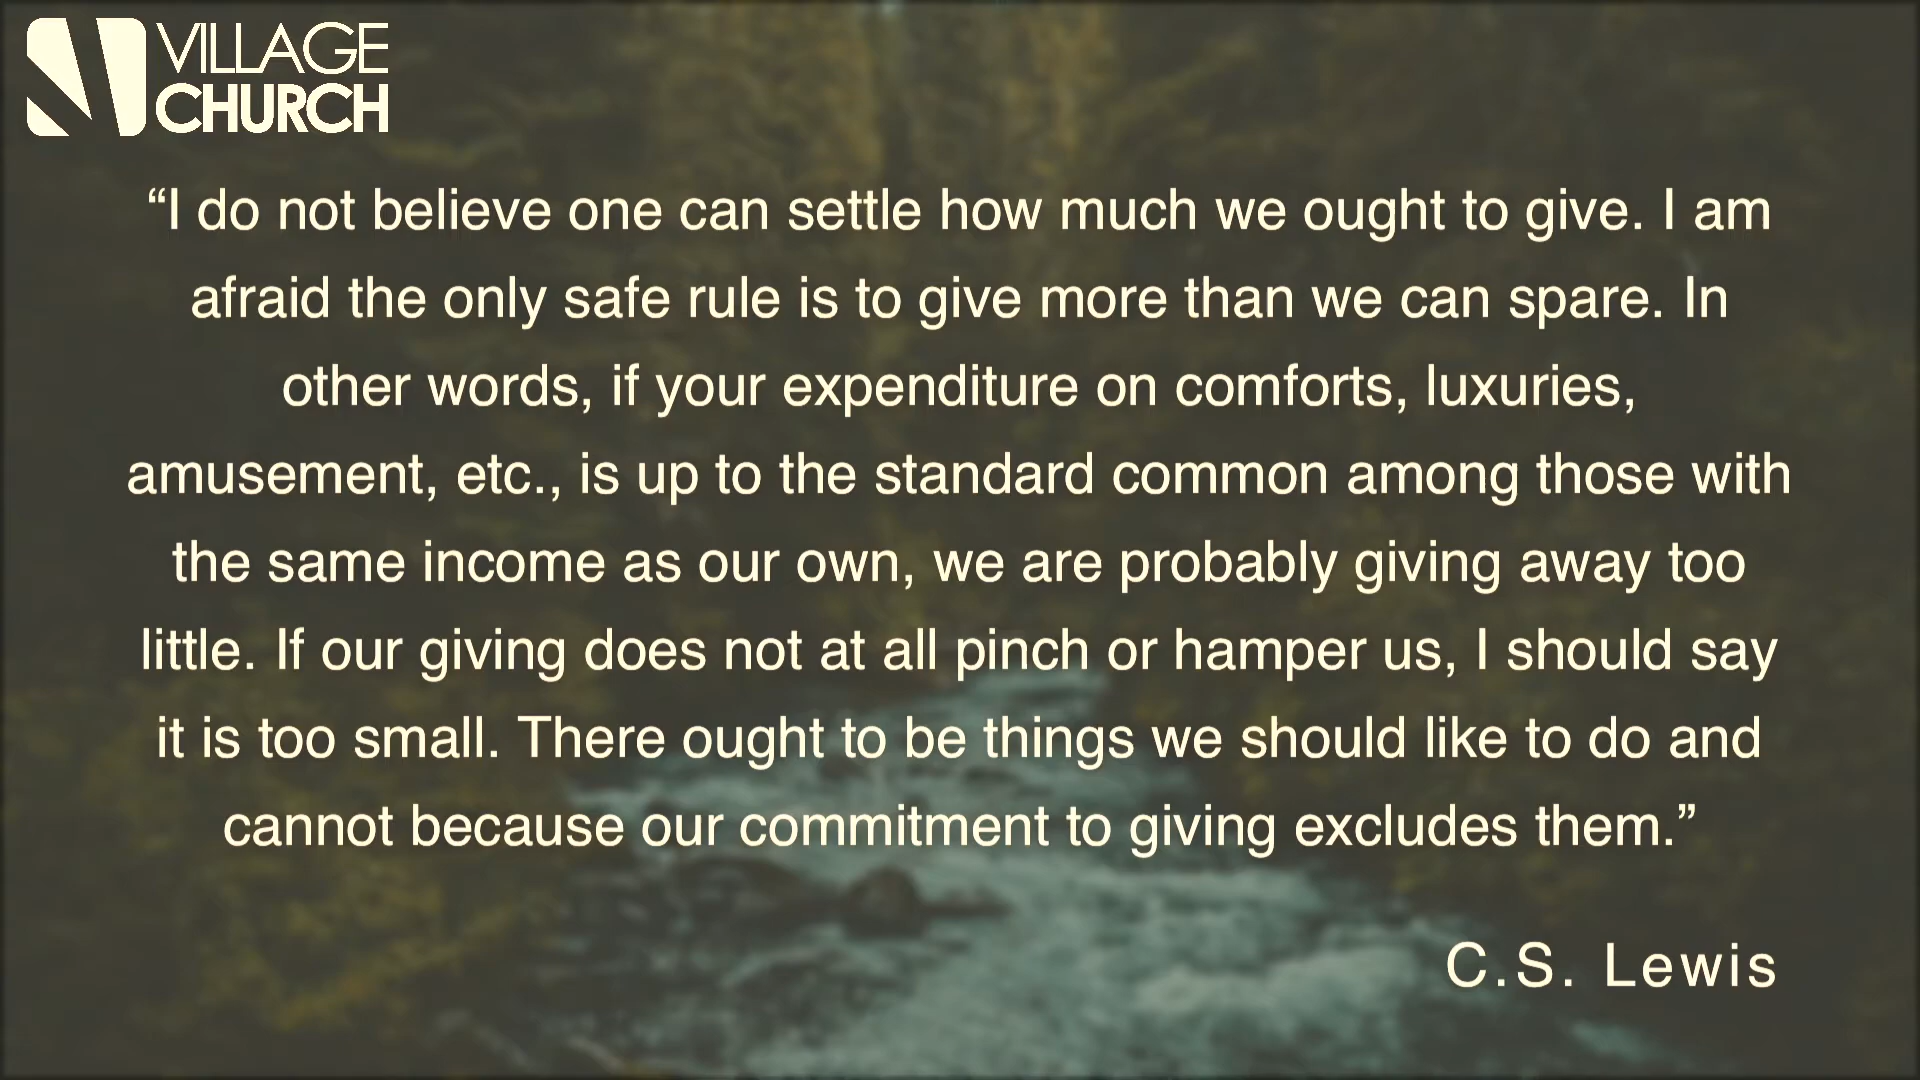 VILLAGE
CHURCH
“I do not believe one can settle how much we ought to give. I am
afraid the only safe rule is to give more than we can spare. In
other words, if your expenditure on comforts, luxuries,
amusement, etc., is up to the standard common among those with
the same income as our own, we are probably giving away too
little. If our giving does not at all pinch or hamper us, I should say
it is too small. There ought to be things we should like to do and
cannot because our commitment to giving excludes them.”
C.S. Lewis